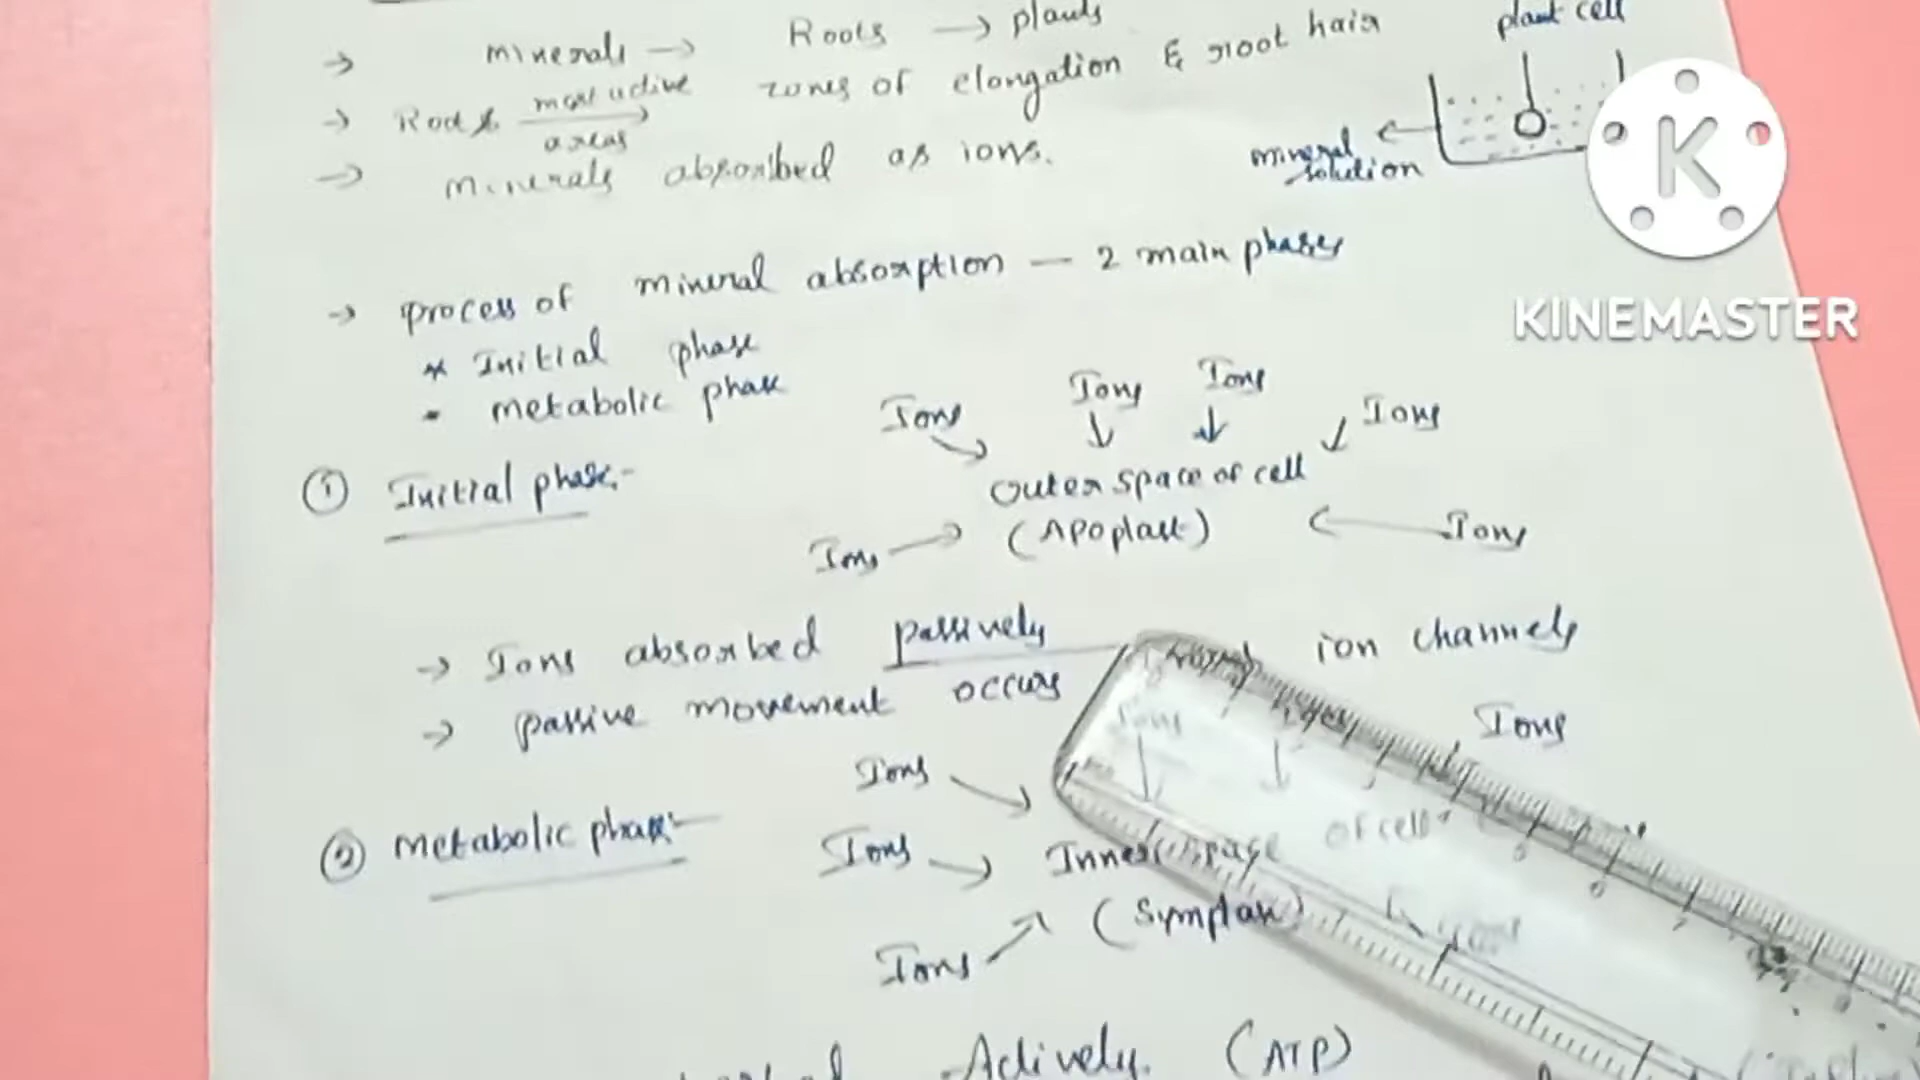 → minerals → Roots → plants
→ Roots most active areas → zones of elongation & root hair
→ minerals absorbed as ions.
plant cell
mineral solution
K
KINEMASTER
→ process of mineral absorption — 2 main phases
* Initial phase
* metabolic phase
① Initial phase:-
Ions Ions Ions Ions
outer space of cell
(Apoplast)
Ions Ions
→ Ions absorbed passively ion channels
→ passive movement occurs
② metabolic phase:-
Ions Ions
Ions → Inner space of cell
Ions
(Symplast)
Actively. (ATP)